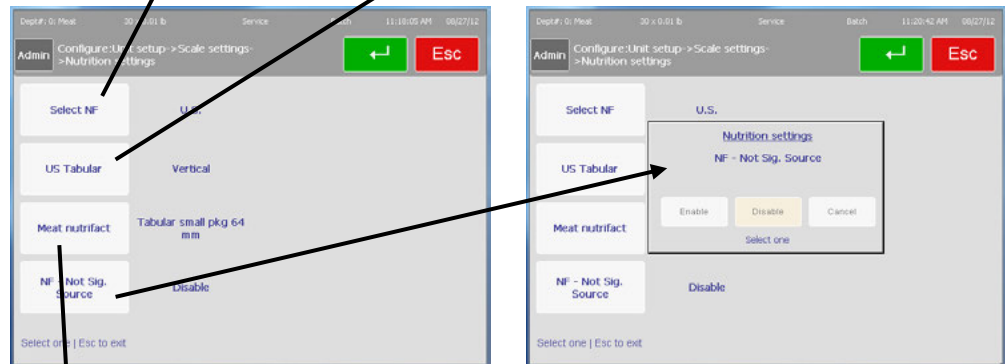 Dept#: 0: Meat 30 x 0.01 lb Service Batch 11:18:05 AM 08/27/12
Admin Configure:Unit setup->Scale settings-
>Nutrition settings
Esc
Select NF U.S.
US Tabular Vertical
Meat nutrifact Tabular small pkg 64
mm
NF - Not Sig.
Source Disable
Select one | Esc to exit
Dept#: 0: Meat 30 x 0.01 lb Service Batch 11:20:42 AM 08/27/12
Admin Configure:Unit setup->Scale settings-
>Nutrition settings
Esc
Select NF U.S.
US Tabular
Meat nutrifact
NF - Not Sig.
Source Disable
Nutrition settings
NF - Not Sig. Source
Enable Disable Cancel
Select one
Select one | Esc to exit